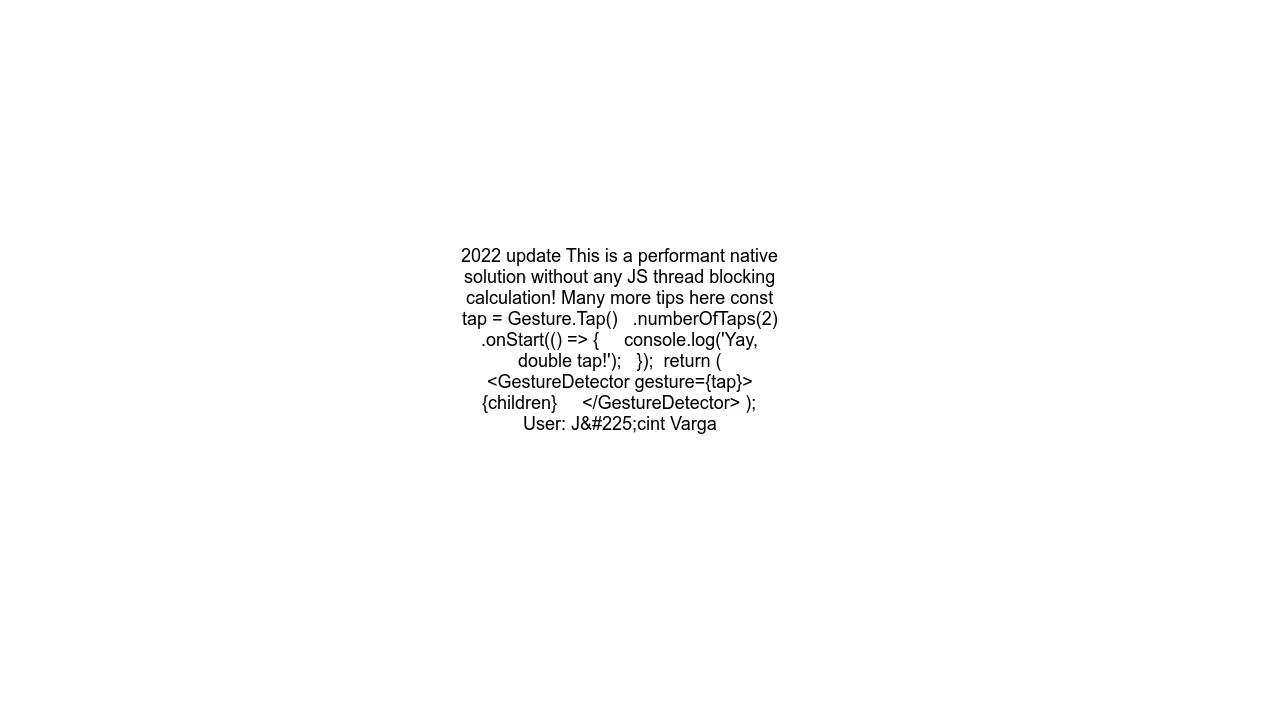 2022 update This is a performant native
solution without any JS thread blocking
calculation! Many more tips here const
tap = Gesture.Tap()   .numberOfTaps(2)
.onStart(() => {     console.log('Yay,
double tap!');   });  return (
<GestureDetector gesture={tap}>
{children}     </GestureDetector> );
User: J&#225;cint Varga